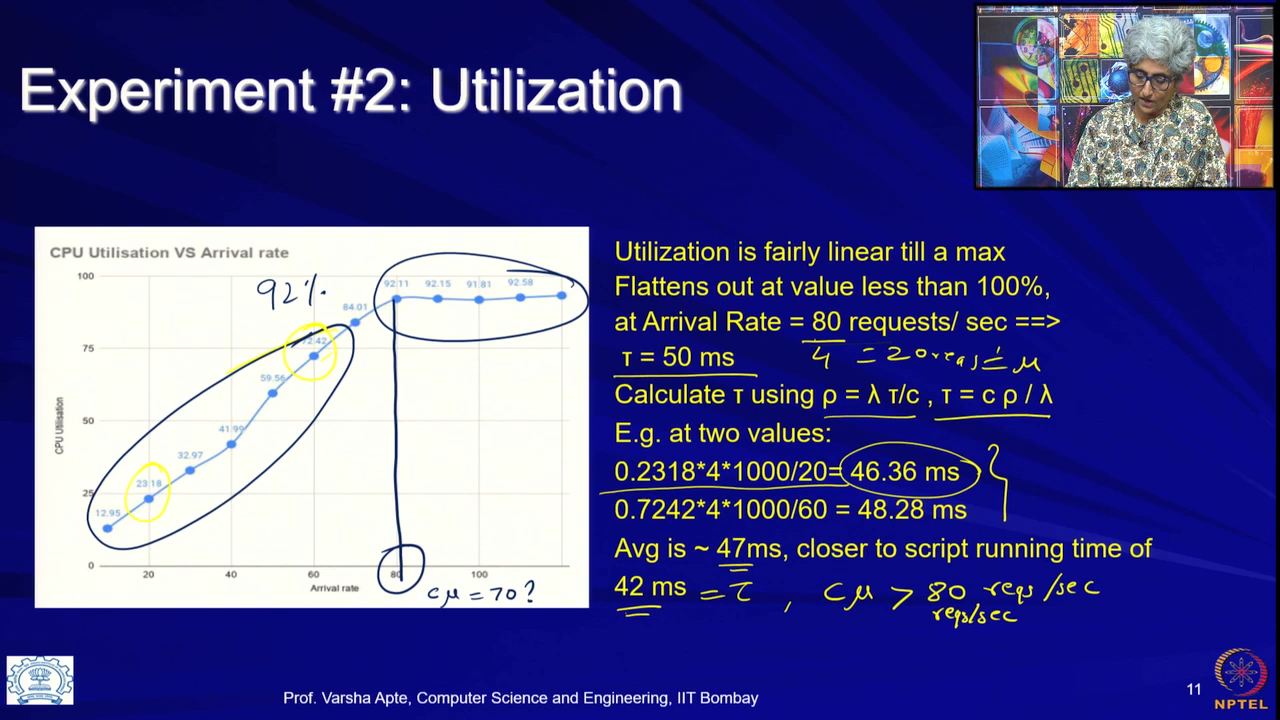 Experiment #2: Utilization
CPU Utilisation VS Arrival rate
100
75
50
25
0
CPU Utilisation
12.95
23.18
32.97
41.99
59.56
72.42
84.01
92.11
92.15
91.81
92.58
92%
20
40
60
80
100
Arrival rate
cμ = 70?
Utilization is fairly linear till a max
Flattens out at value less than 100%,
at Arrival Rate = 80 requests/ sec ==>
τ = 50 ms
4 = 20 reqs = μ
Calculate τ using ρ = λ τ/c , τ = c ρ / λ
E.g. at two values:
0.2318*4*1000/20= 46.36 ms
0.7242*4*1000/60 = 48.28 ms
Avg is ~ 47ms, closer to script running time of
42 ms = τ , cμ > 80 reqs/sec
reqs/sec
Prof. Varsha Apte, Computer Science and Engineering, IIT Bombay
11
NPTEL
NPTEL